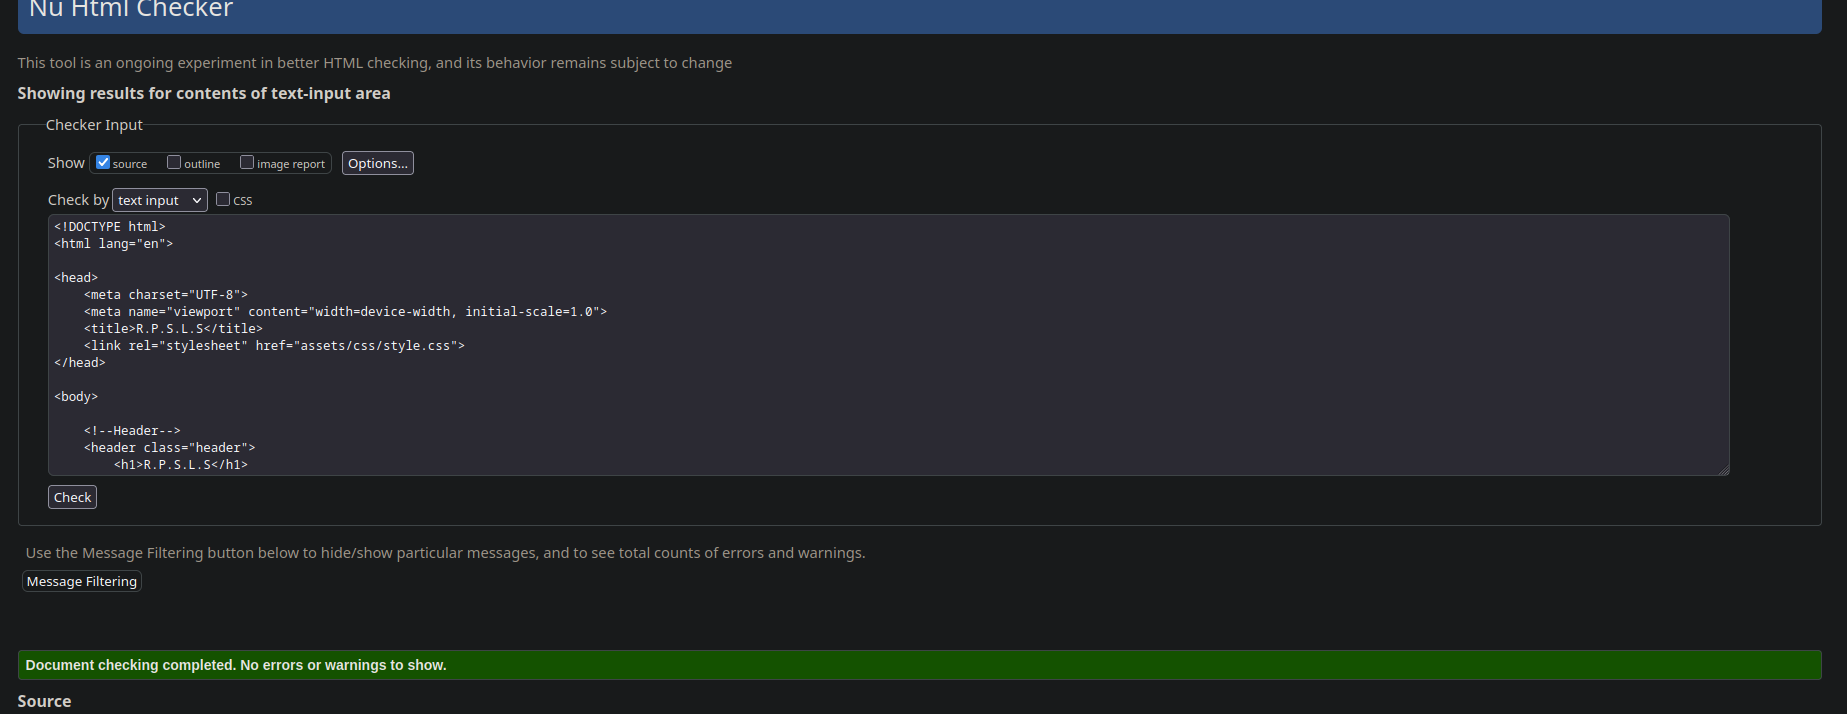 Nu Html Checker
This tool is an ongoing experiment in better HTML checking, and its behavior remains subject to change
Showing results for contents of text-input area
Checker Input
Show source outline image report Options...
Check by text input css
<!DOCTYPE html>
<html lang="en">
<head>
    <meta charset="UTF-8">
    <meta name="viewport" content="width=device-width, initial-scale=1.0">
    <title>R.P.S.L.S</title>
    <link rel="stylesheet" href="assets/css/style.css">
</head>
<body>
    <!--Header-->
    <header class="header">
        <h1>R.P.S.L.S</h1>
Check
Use the Message Filtering button below to hide/show particular messages, and to see total counts of errors and warnings.
Message Filtering
Document checking completed. No errors or warnings to show.
Source